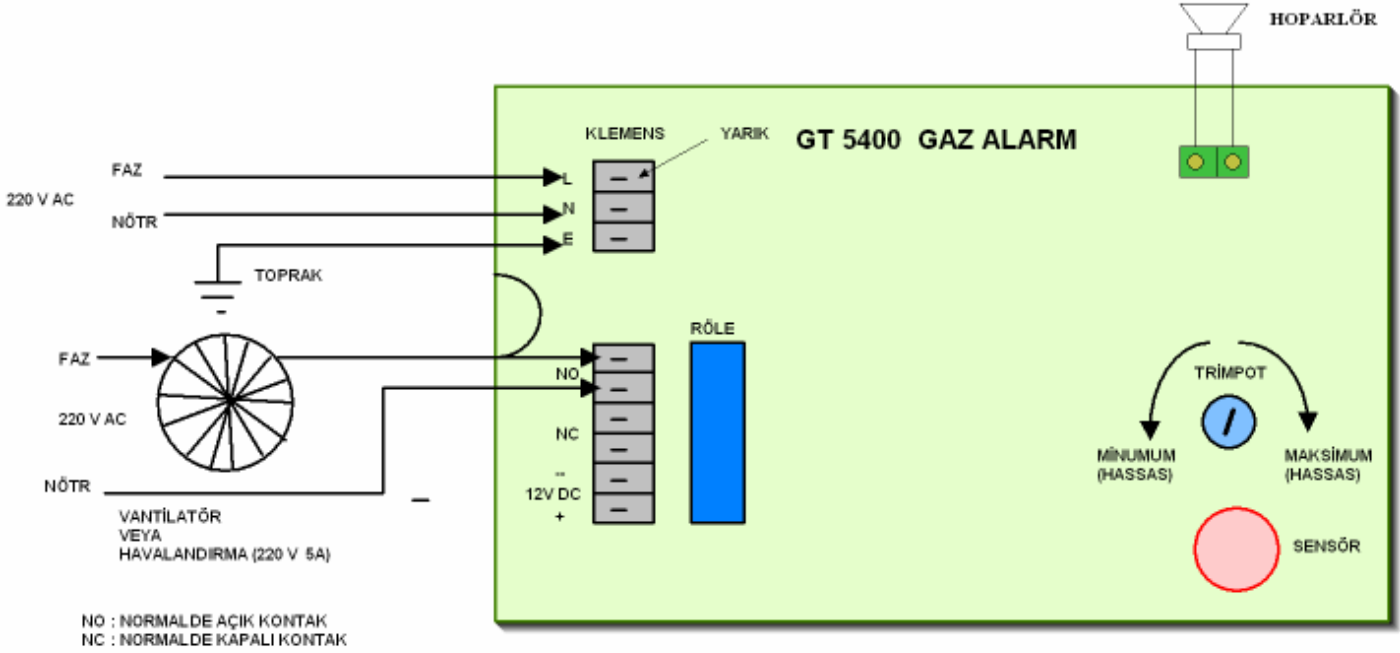 HOPARLÖR
KLEMENS
YARIK
GT 5400 GAZ ALARM
FAZ
L
220 V AC
N
NÖTR
E
TOPRAK
RÖLE
FAZ
NO
220 V AC
NC
NÖTR
--
12V DC
+
–
VANTİLATÖR
VEYA
HAVALANDIRMA (220 V 5A)
TRİMPOT
MİNUMUM
(HASSAS)
MAKSİMUM
(HASSAS)
SENSÖR
NO : NORMALDE AÇIK KONTAK
NC : NORMALDE KAPALI KONTAK